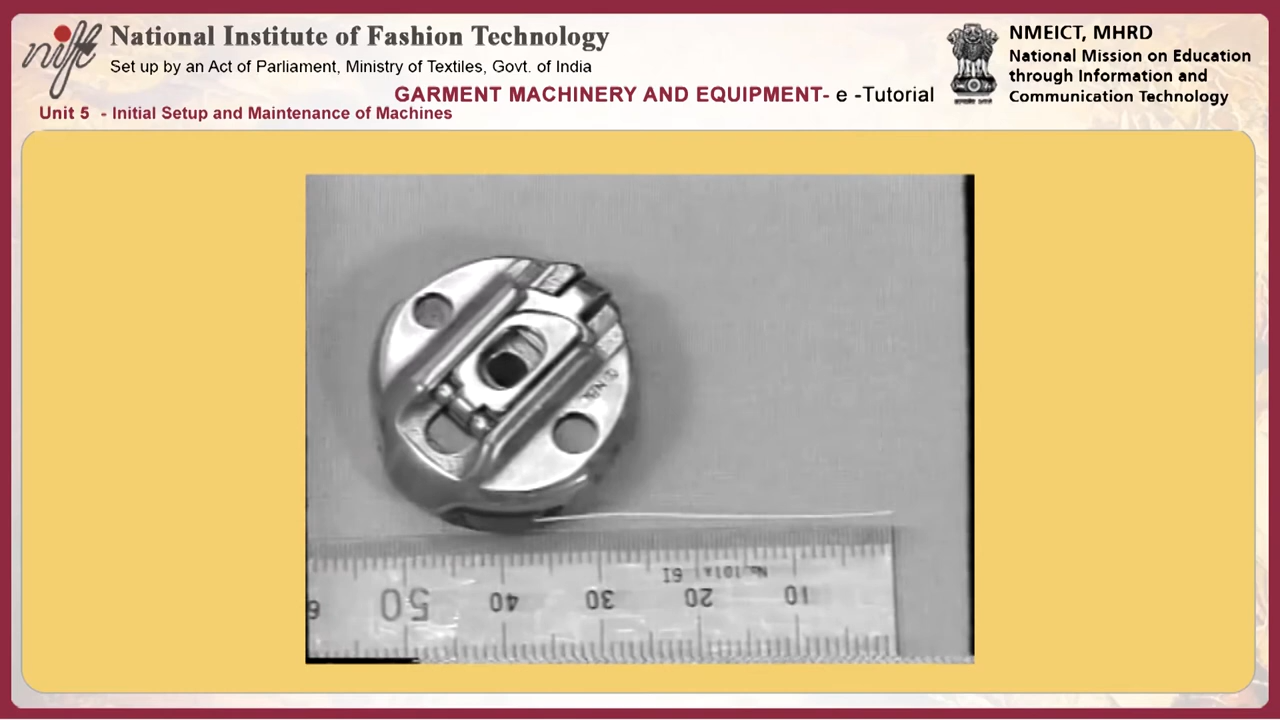 nift
National Institute of Fashion Technology
Set up by an Act of Parliament, Ministry of Textiles, Govt. of India
GARMENT MACHINERY AND EQUIPMENT- e -Tutorial
Unit 5 - Initial Setup and Maintenance of Machines
NMEICT, MHRD
National Mission on Education
through Information and
Communication Technology
50 40 30 20 10